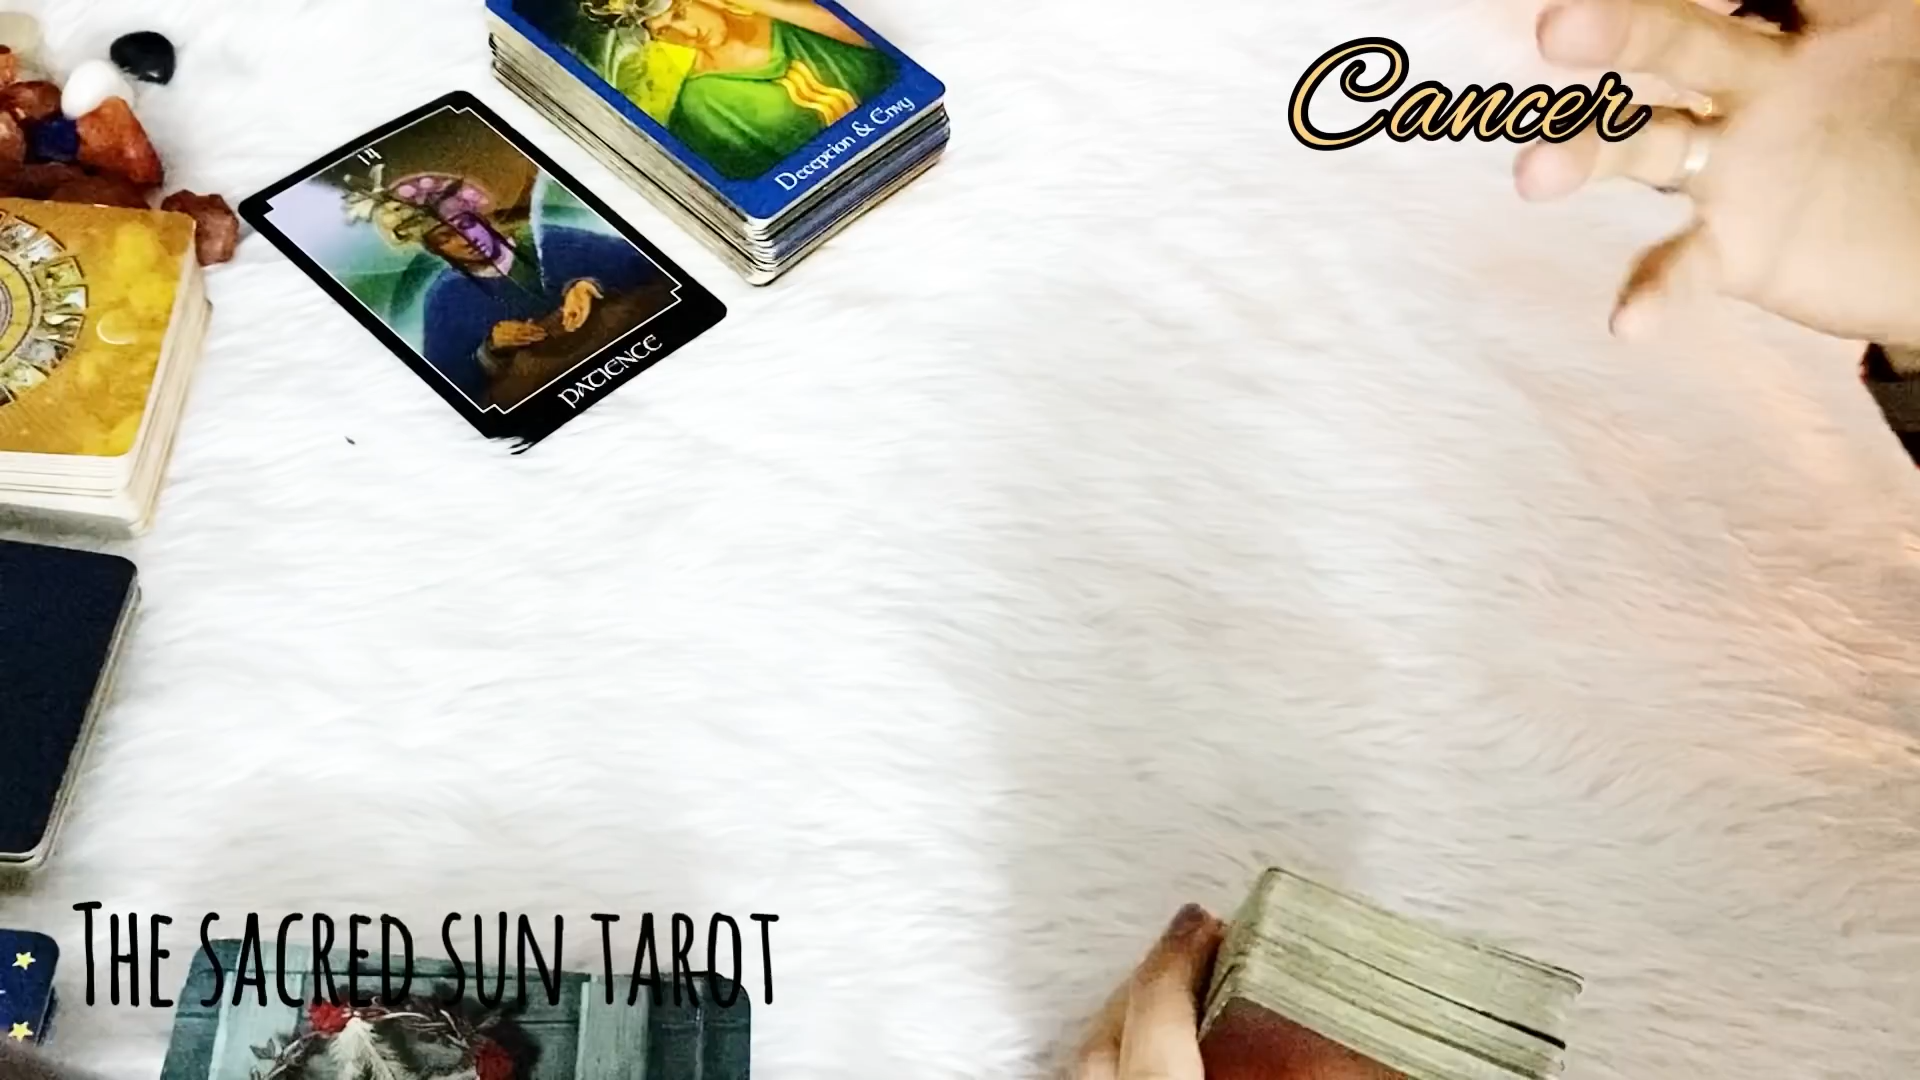 Cancer
Deception & Envy
14
PATIENCE
THE SACRED SUN TAROT